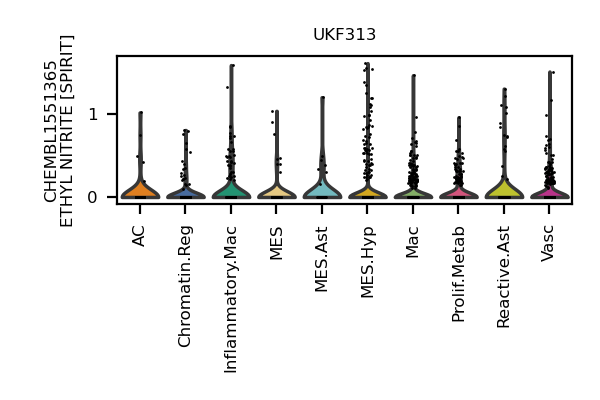 UKF313
CHEMBL1551365
ETHYL NITRITE [SPIRIT]
1
0
AC
Chromatin.Reg
Inflammatory.Mac
MES
MES.Ast
MES.Hyp
Mac
Prolif.Metab
Reactive.Ast
Vasc